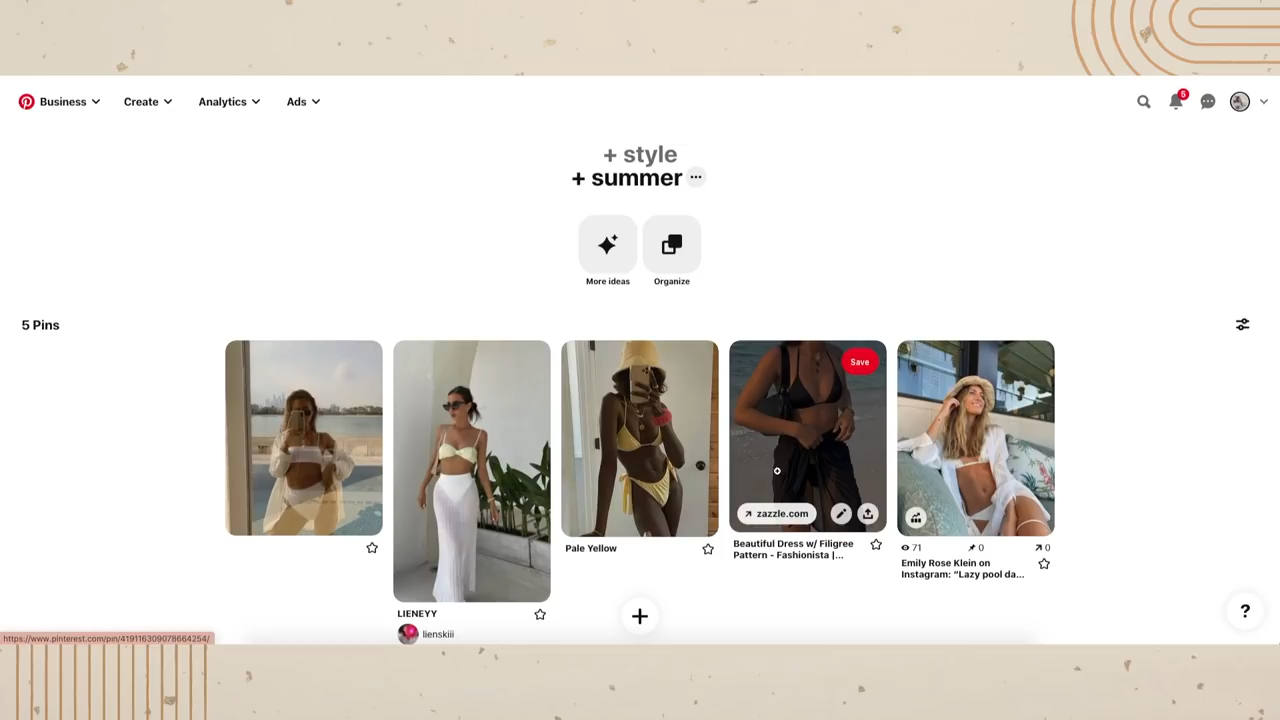 Business
Create
Analytics
Ads
5
+ style
+ summer
More ideas
Organize
5 Pins
Save
zazzle.com
Pale Yellow
Beautiful Dress w/ Filigree
Pattern - Fashionista |...
71
0
0
Emily Rose Klein on
Instagram: “Lazy pool da...
LIENEYY
lienskiii
?
https://www.pinterest.com/pin/419116309078664254/